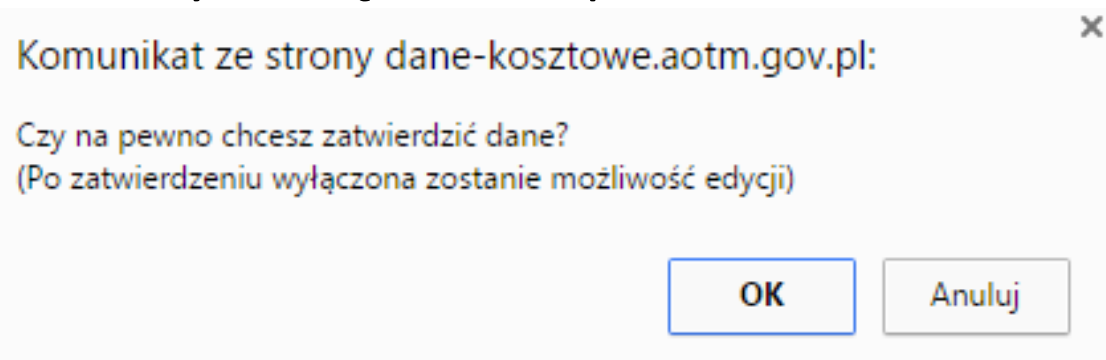 Komunikat ze strony dane-kosztowe.aotm.gov.pl:
Czy na pewno chcesz zatwierdzić dane?
(Po zatwierdzeniu wyłączona zostanie możliwość edycji)
OK
Anuluj